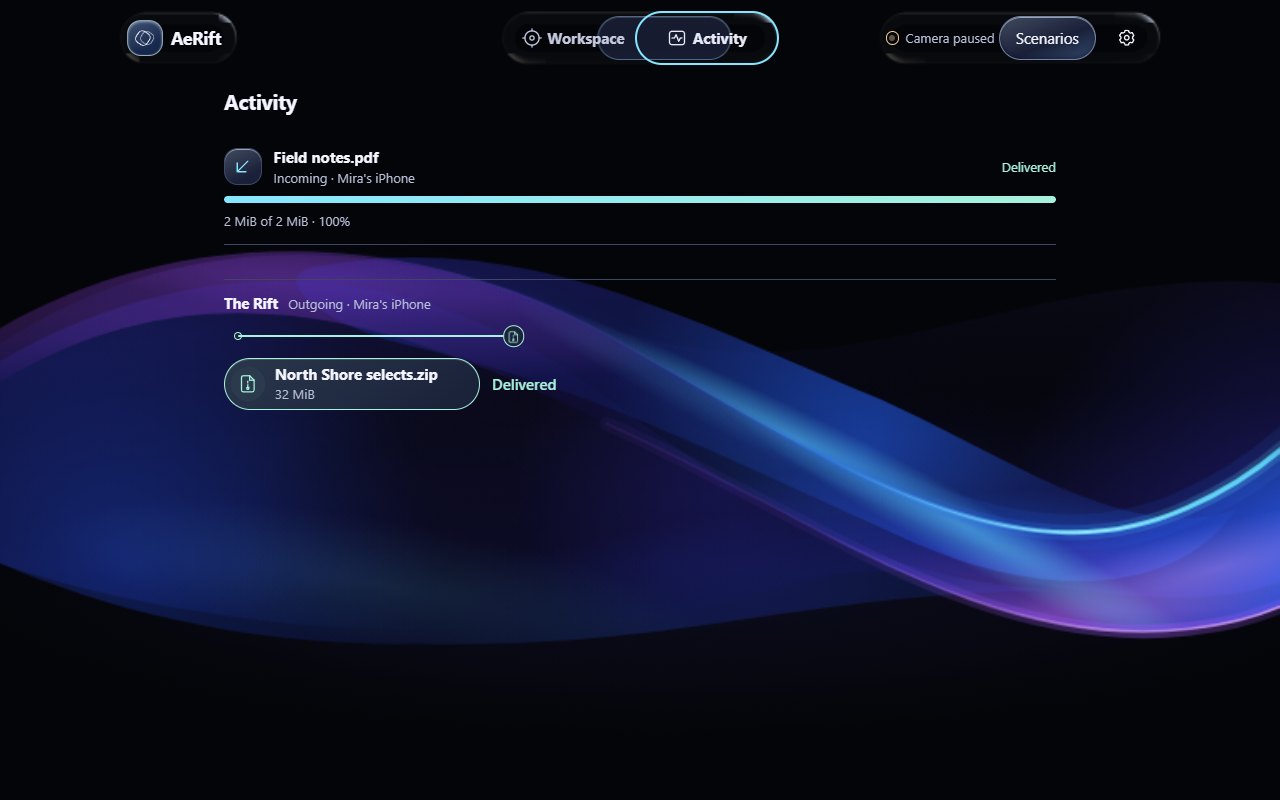 AeRift
Workspace
Activity
Camera paused
Scenarios
Activity
Field notes.pdf
Incoming · Mira's iPhone
Delivered
2 MiB of 2 MiB · 100%
The Rift Outgoing · Mira's iPhone
North Shore selects.zip
32 MiB
Delivered